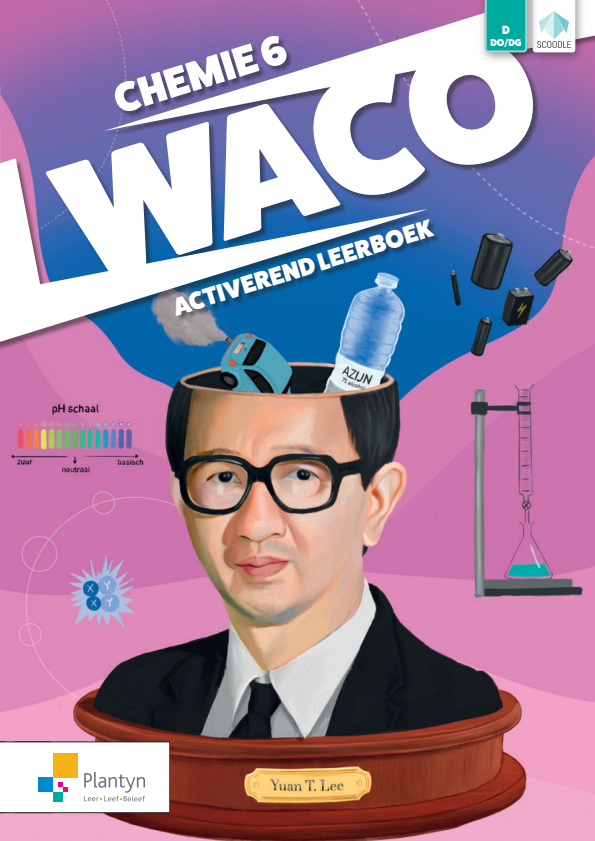 D
DO/DG
SCOODLE
CHEMIE 6
WACO
ACTIVEREND LEERBOEK
AZIJN
pH schaal
zuur
neutraal
basisch
X Y
X Y
Yuan T. Lee
Plantyn
Leer•Leef•Beleef